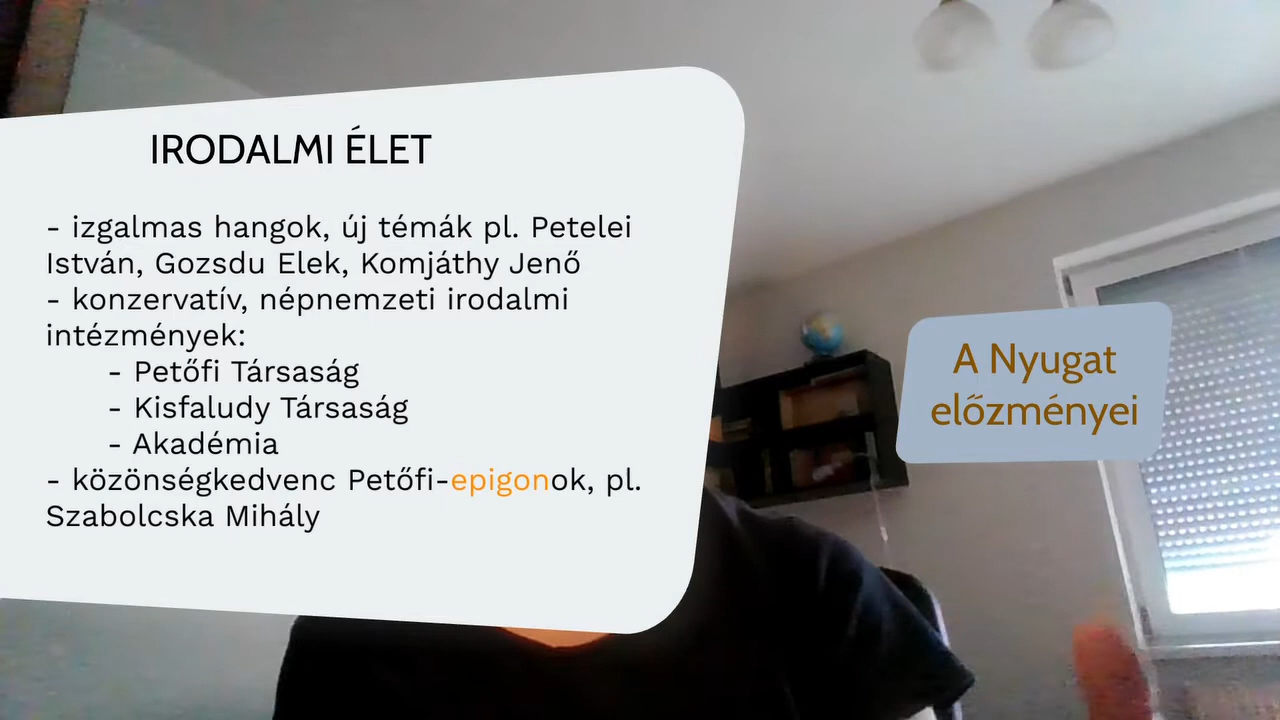 IRODALMI ÉLET
- izgalmas hangok, új témák pl. Petelei
István, Gozsdu Elek, Komjáthy Jenő
- konzervatív, népnemzeti irodalmi
intézmények:
- Petőfi Társaság
- Kisfaludy Társaság
- Akadémia
- közönségkedvenc Petőfi-epigonok, pl.
Szabolcska Mihály
A Nyugat
előzményei